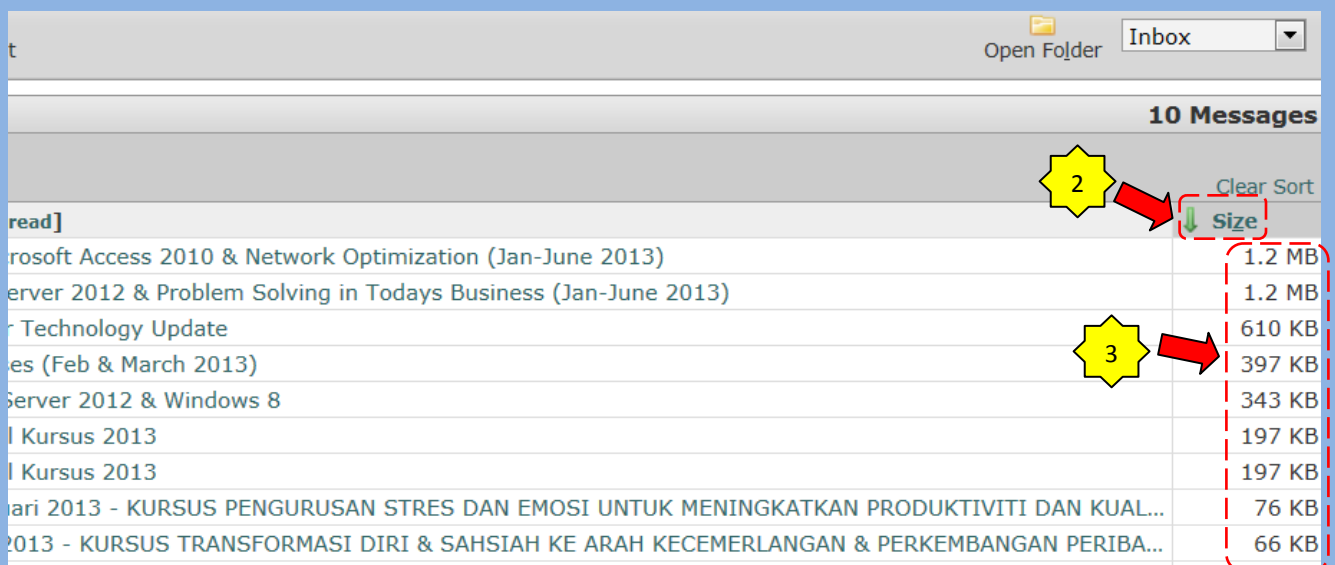 t
Open Folder
Inbox
10 Messages
2
Clear Sort
read]
Size
rosoft Access 2010 & Network Optimization (Jan-June 2013) 1.2 MB
erver 2012 & Problem Solving in Todays Business (Jan-June 2013) 1.2 MB
r Technology Update 610 KB
3
ses (Feb & March 2013) 397 KB
Server 2012 & Windows 8 343 KB
l Kursus 2013 197 KB
l Kursus 2013 197 KB
uari 2013 - KURSUS PENGURUSAN STRES DAN EMOSI UNTUK MENINGKATKAN PRODUKTIVITI DAN KUAL... 76 KB
2013 - KURSUS TRANSFORMASI DIRI & SAHSIAH KE ARAH KECEMERLANGAN & PERKEMBANGAN PERIBA... 66 KB